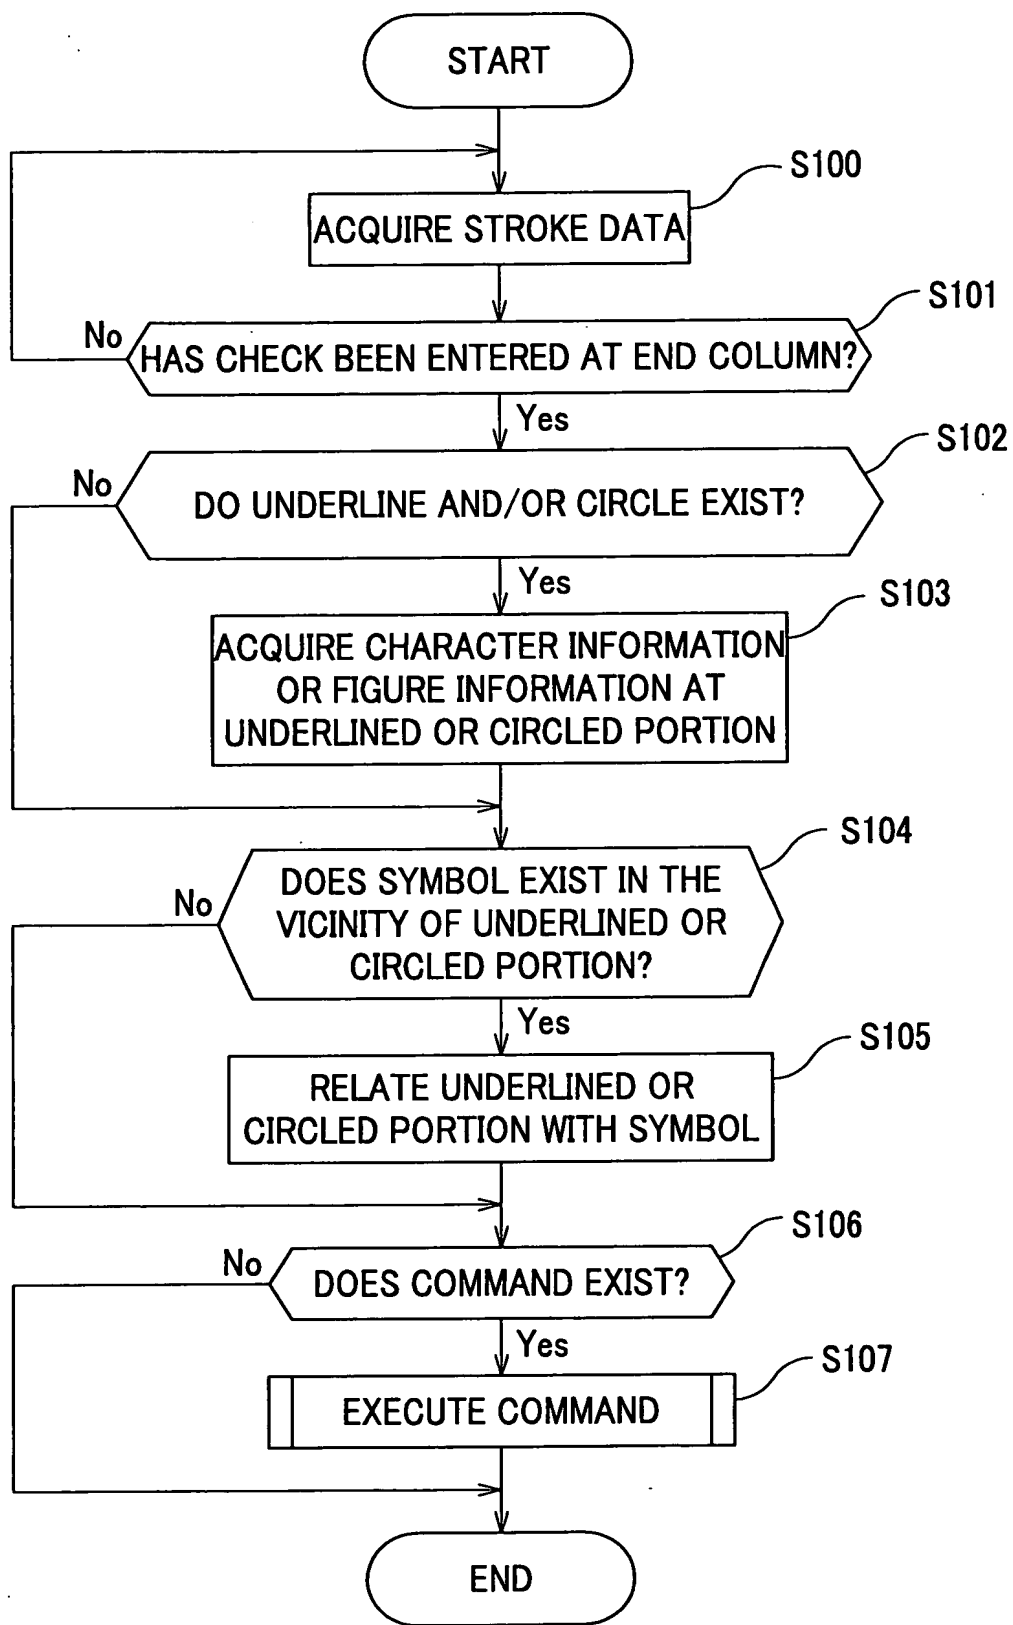 START
S100
ACQUIRE STROKE DATA
S101
No
HAS CHECK BEEN ENTERED AT END COLUMN?
Yes
S102
No
DO UNDERLINE AND/OR CIRCLE EXIST?
Yes
S103
ACQUIRE CHARACTER INFORMATION
OR FIGURE INFORMATION AT
UNDERLINED OR CIRCLED PORTION
S104
No
DOES SYMBOL EXIST IN THE
VICINITY OF UNDERLINED OR
CIRCLED PORTION?
Yes
S105
RELATE UNDERLINED OR
CIRCLED PORTION WITH SYMBOL
S106
No
DOES COMMAND EXIST?
Yes
S107
EXECUTE COMMAND
END